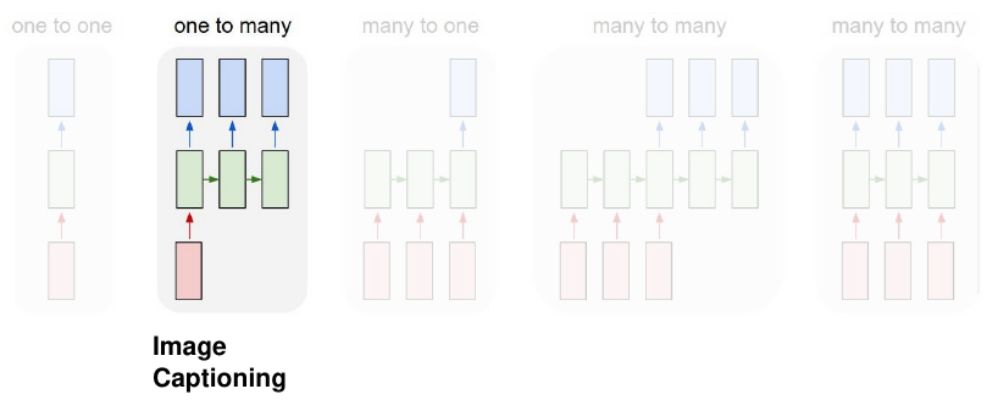 one to one
one to many
many to one
many to many
many to many
Image
Captioning